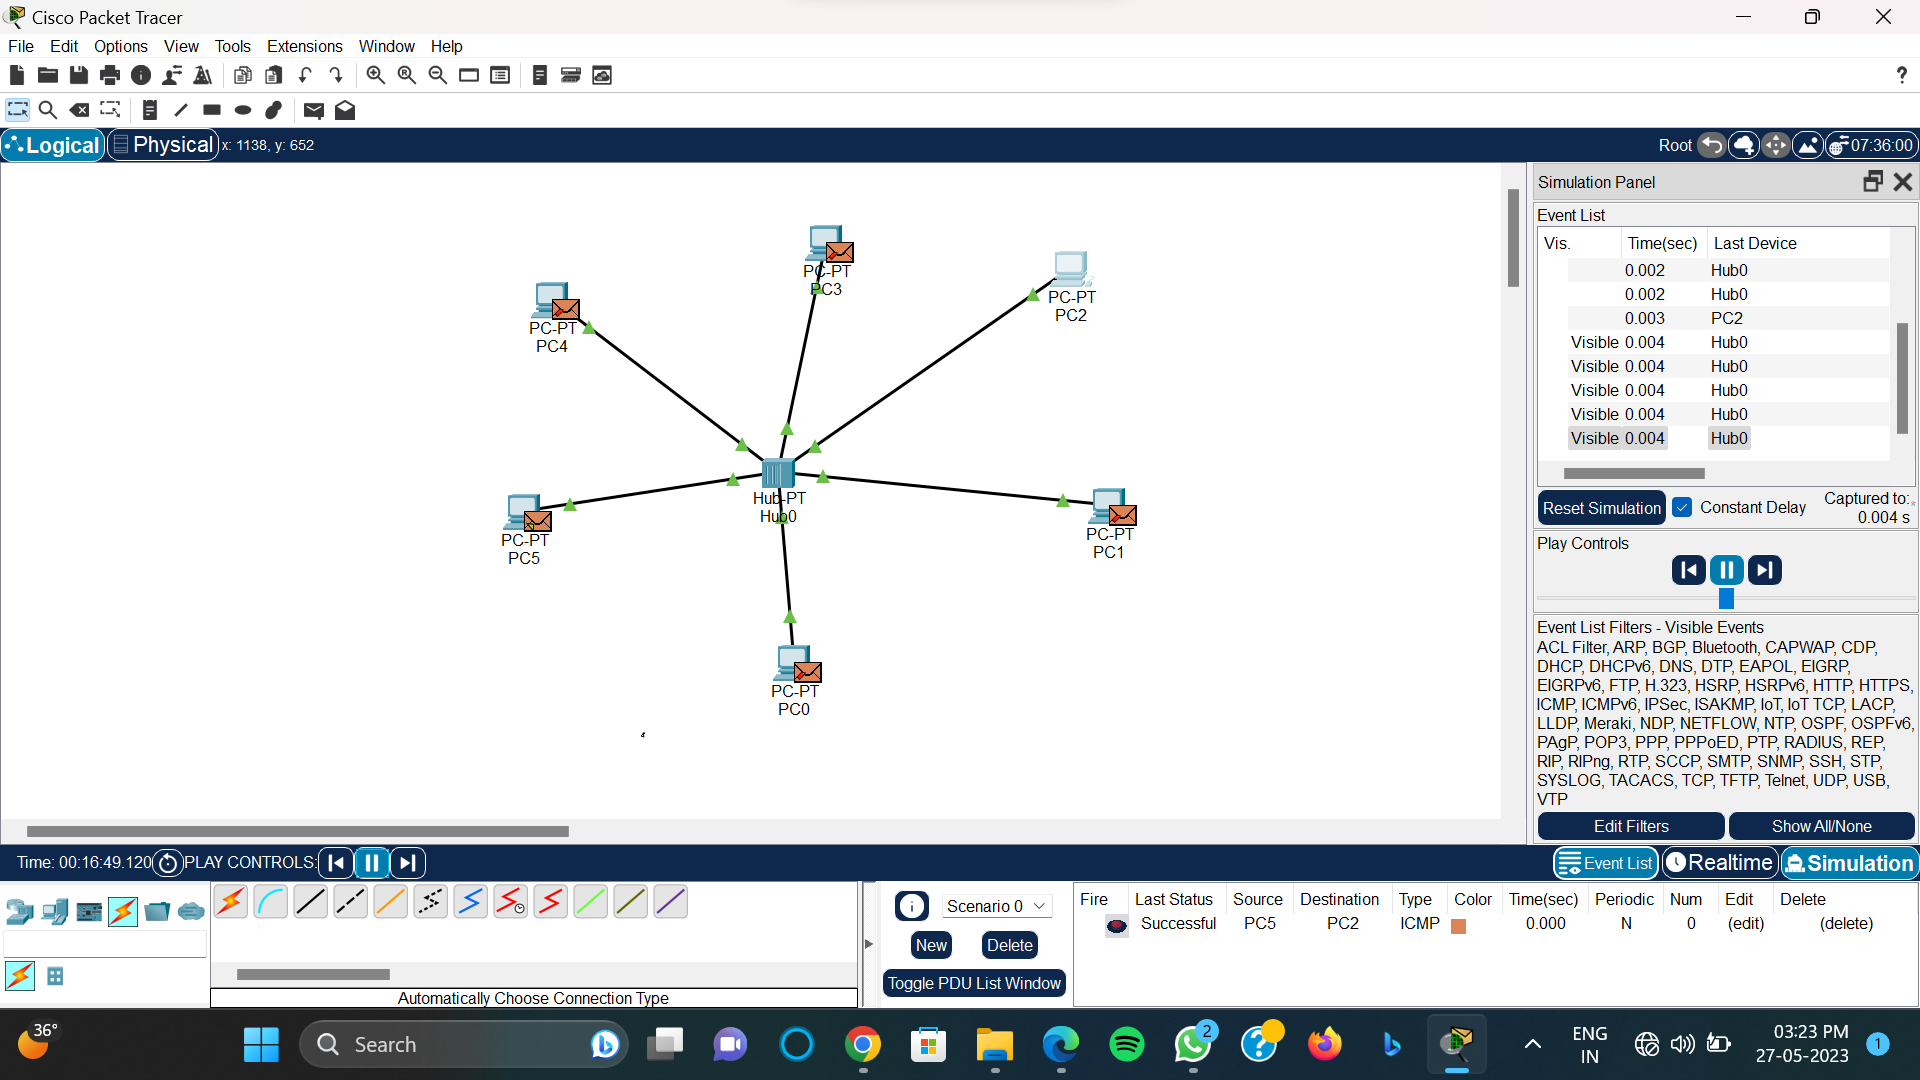 Cisco Packet Tracer
File Edit Options View Tools Extensions Window Help
?
Logical Physical x: 1138, y: 652 Root 07:36:00
Simulation Panel
Event List
Vis. Time(sec) Last Device
0.002 Hub0
0.002 Hub0
0.003 PC2
Visible 0.004 Hub0
Visible 0.004 Hub0
Visible 0.004 Hub0
Visible 0.004 Hub0
Visible 0.004 Hub0
Reset Simulation Constant Delay Captured to:
0.004 s
Play Controls
Event List Filters - Visible Events
ACL Filter, ARP, BGP, Bluetooth, CAPWAP, CDP,
DHCP, DHCPv6, DNS, DTP, EAPOL, EIGRP,
EIGRPv6, FTP, H.323, HSRP, HSRPv6, HTTP, HTTPS,
ICMP, ICMPv6, IPSec, ISAKMP, IoT, IoT TCP, LACP,
LLDP, Meraki, NDP, NETFLOW, NTP, OSPF, OSPFv6,
PAgP, POP3, PPP, PPPoED, PTP, RADIUS, REP,
RIP, RIPng, RTP, SCCP, SMTP, SNMP, SSH, STP,
SYSLOG, TACACS, TCP, TFTP, Telnet, UDP, USB,
VTP
Edit Filters Show All/None
PC-PT
PC3
PC-PT
PC2
PC-PT
PC4
Hub-PT
Hub0
PC-PT
PC1
PC-PT
PC5
PC-PT
PC0
Time: 00:16:49.120 PLAY CONTROLS: Event List Realtime Simulation
Scenario 0
New Delete
Toggle PDU List Window
Fire Last Status Source Destination Type Color Time(sec) Periodic Num Edit Delete
Successful PC5 PC2 ICMP 0.000 N 0 (edit) (delete)
Automatically Choose Connection Type
36° Search 2 ENG
IN
03:23 PM
27-05-2023
1